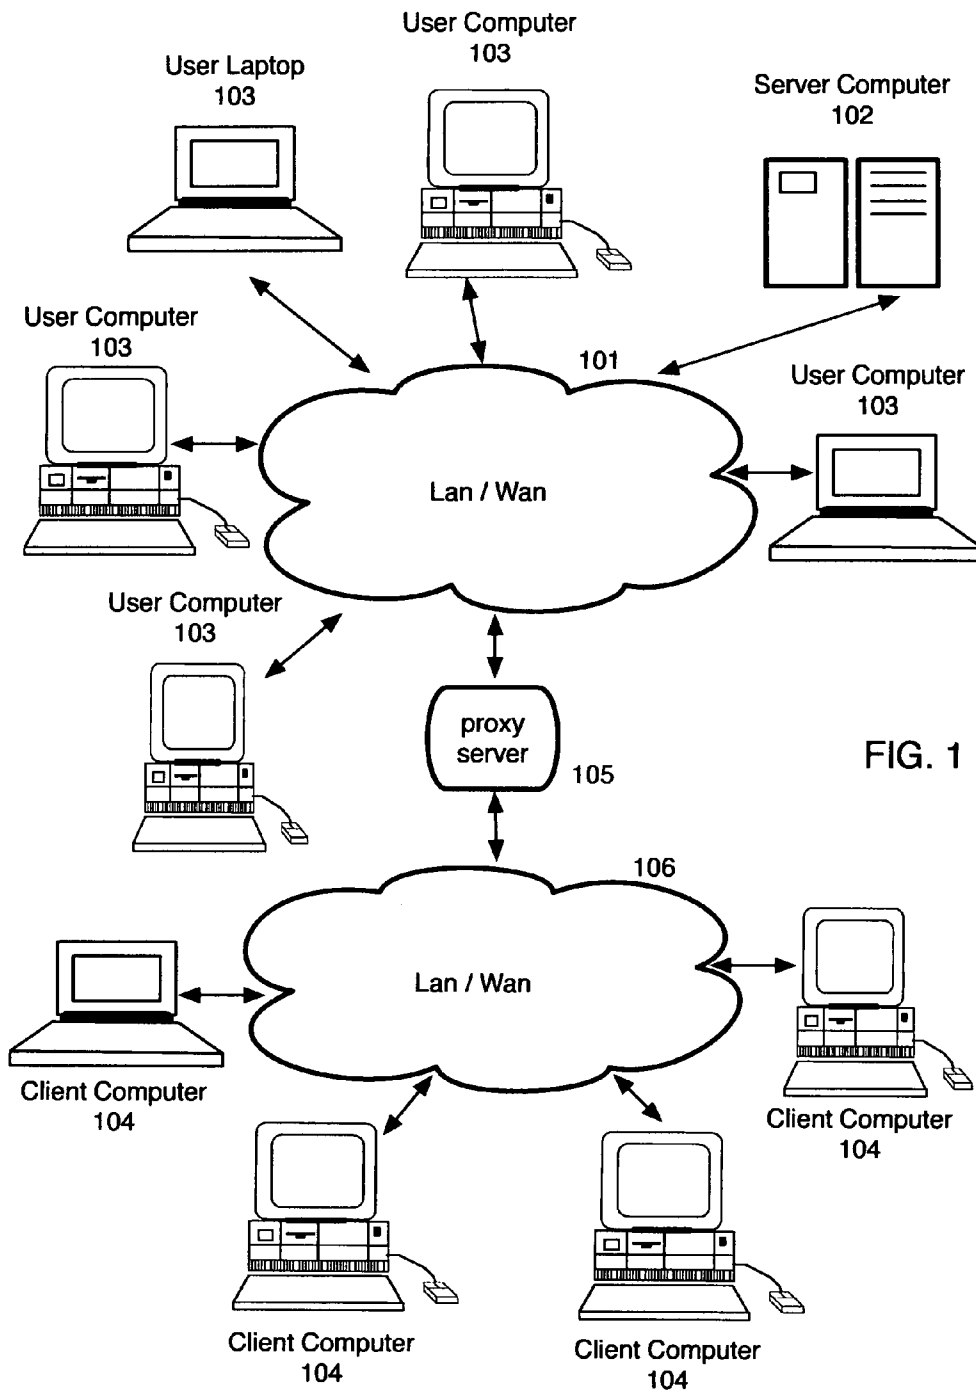 User Computer
103
User Laptop
103
Server Computer
102
User Computer
103
101
User Computer
103
Lan / Wan
User Computer
103
proxy
server
105
FIG. 1
106
Lan / Wan
Client Computer
104
Client Computer
104
Client Computer
104
Client Computer
104